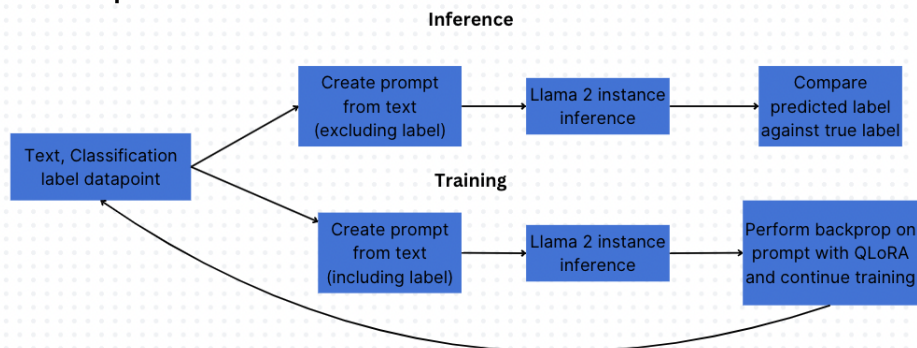 Inference
Create prompt
from text
(excluding label)
Llama 2 instance
inference
Compare
predicted label
against true label
Text, Classification
label datapoint
Training
Create prompt
from text
(including label)
Llama 2 instance
inference
Perform backprop on
prompt with QLoRA
and continue training